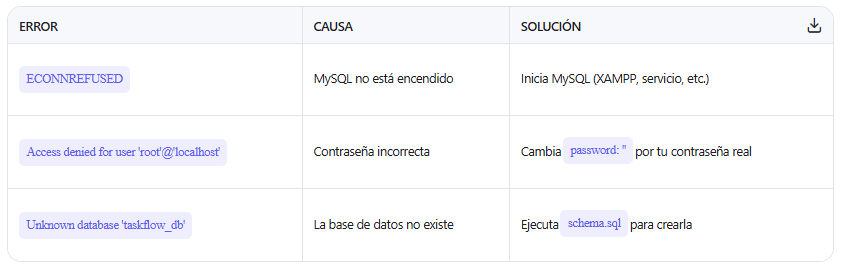 ERROR CAUSA SOLUCIÓN
ECONNREFUSED MySQL no está encendido Inicia MySQL (XAMPP, servicio, etc.)
Access denied for user 'root'@'localhost' Contraseña incorrecta Cambia password: '' por tu contraseña real
Unknown database 'taskflow_db' La base de datos no existe Ejecuta schema.sql para crearla